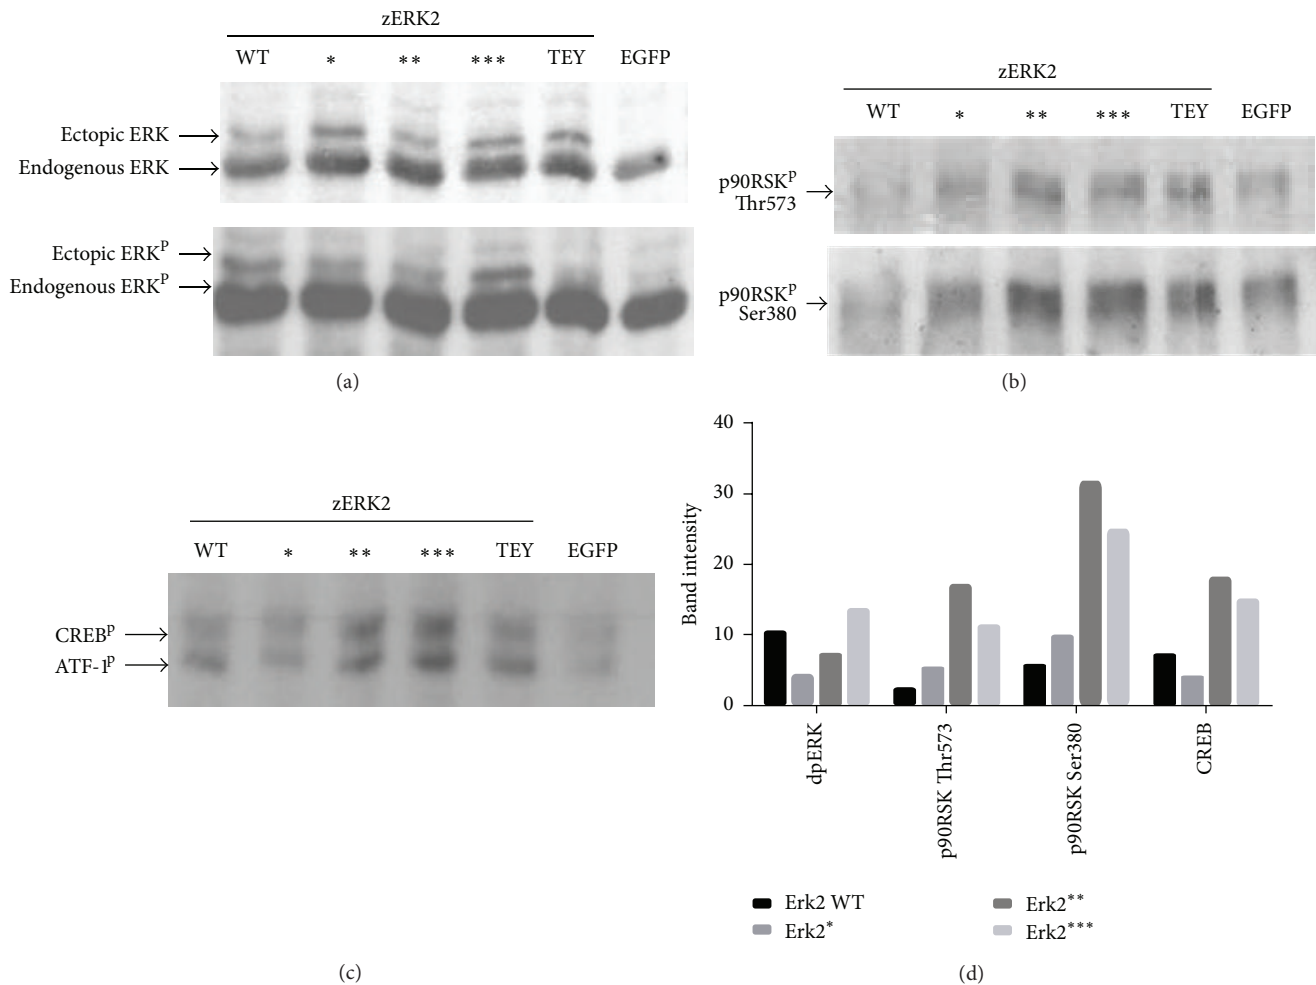 zERK2
WT * ** *** TEY EGFP
Ectopic ERK
Endogenous ERK
Ectopic ERKᴾ
Endogenous ERKᴾ
(a)
zERK2
WT * ** *** TEY EGFP
p90RSKᴾ
Thr573
p90RSKᴾ
Ser380
(b)
zERK2
WT * ** *** TEY EGFP
CREBᵖ
ATF-1ᵖ
(c)
40
30
20
10
0
Band intensity
dpERK
p90RSK Thr573
p90RSK Ser380
CREB
Erk2 WT
Erk2*
Erk2**
Erk2***
(d)